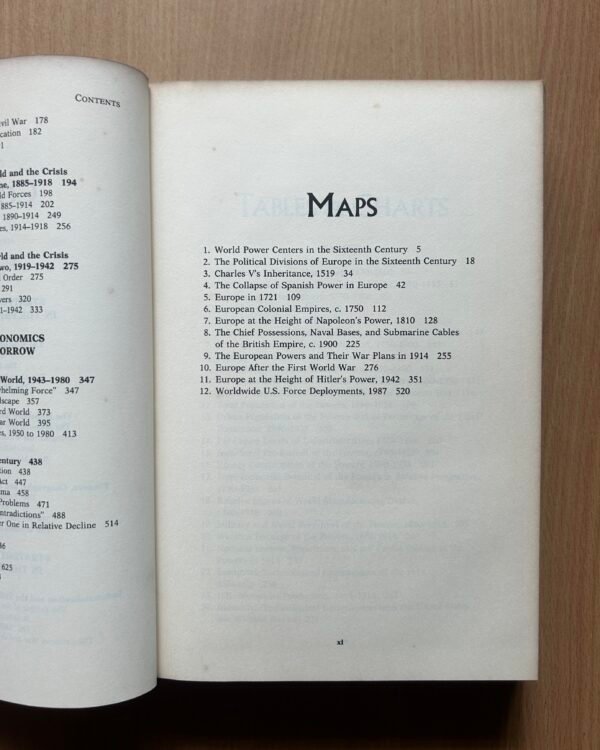 CONTENTS
vil War 178
cation 182
ld and the Crisis
ne, 1885–1918 194
ld Forces 198
885–914 202
1890–1914 249
es, 1914–1918 256
ld and the Crisis
wo, 1919–1942 275
Order 275
291
wers 320
1–1942 333
ONOMICS
ORROW
World, 1943–1980 347
whelming Force” 347
dscape 357
rd World 373
ar World 395
es, 1950 to 1980 413
entury 438
tion 438
Act 447
ma 458
Problems 471
ntradictions” 488
er One in Relative Decline 514
625
MAPS
1. World Power Centers in the Sixteenth Century 5
2. The Political Divisions of Europe in the Sixteenth Century 18
3. Charles V's Inheritance, 1519 34
4. The Collapse of Spanish Power in Europe 42
5. Europe in 1721 109
6. European Colonial Empires, c. 1750 112
7. Europe at the Height of Napoleon's Power, 1810 128
8. The Chief Possessions, Naval Bases, and Submarine Cables
of the British Empire, c. 1900 225
9. The European Powers and Their War Plans in 1914 255
10. Europe After the First World War 276
11. Europe at the Height of Hitler's Power, 1942 351
12. Worldwide U.S. Force Deployments, 1987 520
xi